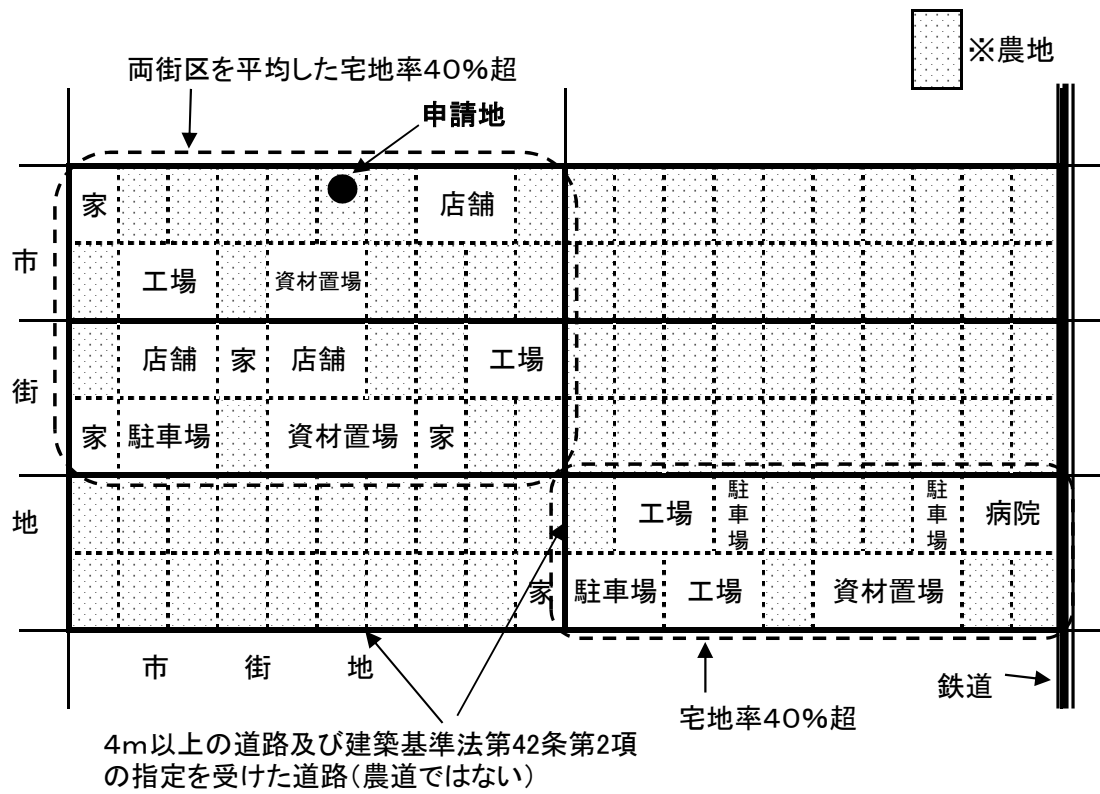 ※農地
両街区を平均した宅地率40%超
申請地
家
店舗
工場
資材置場
店舗
家
店舗
工場
家
駐車場
資材置場
家
市
街
地
工場
駐車場
駐車場
病院
家
駐車場
工場
資材置場
市街地
鉄道
宅地率40%超
4m以上の道路及び建築基準法第42条第2項
の指定を受けた道路(農道ではない)